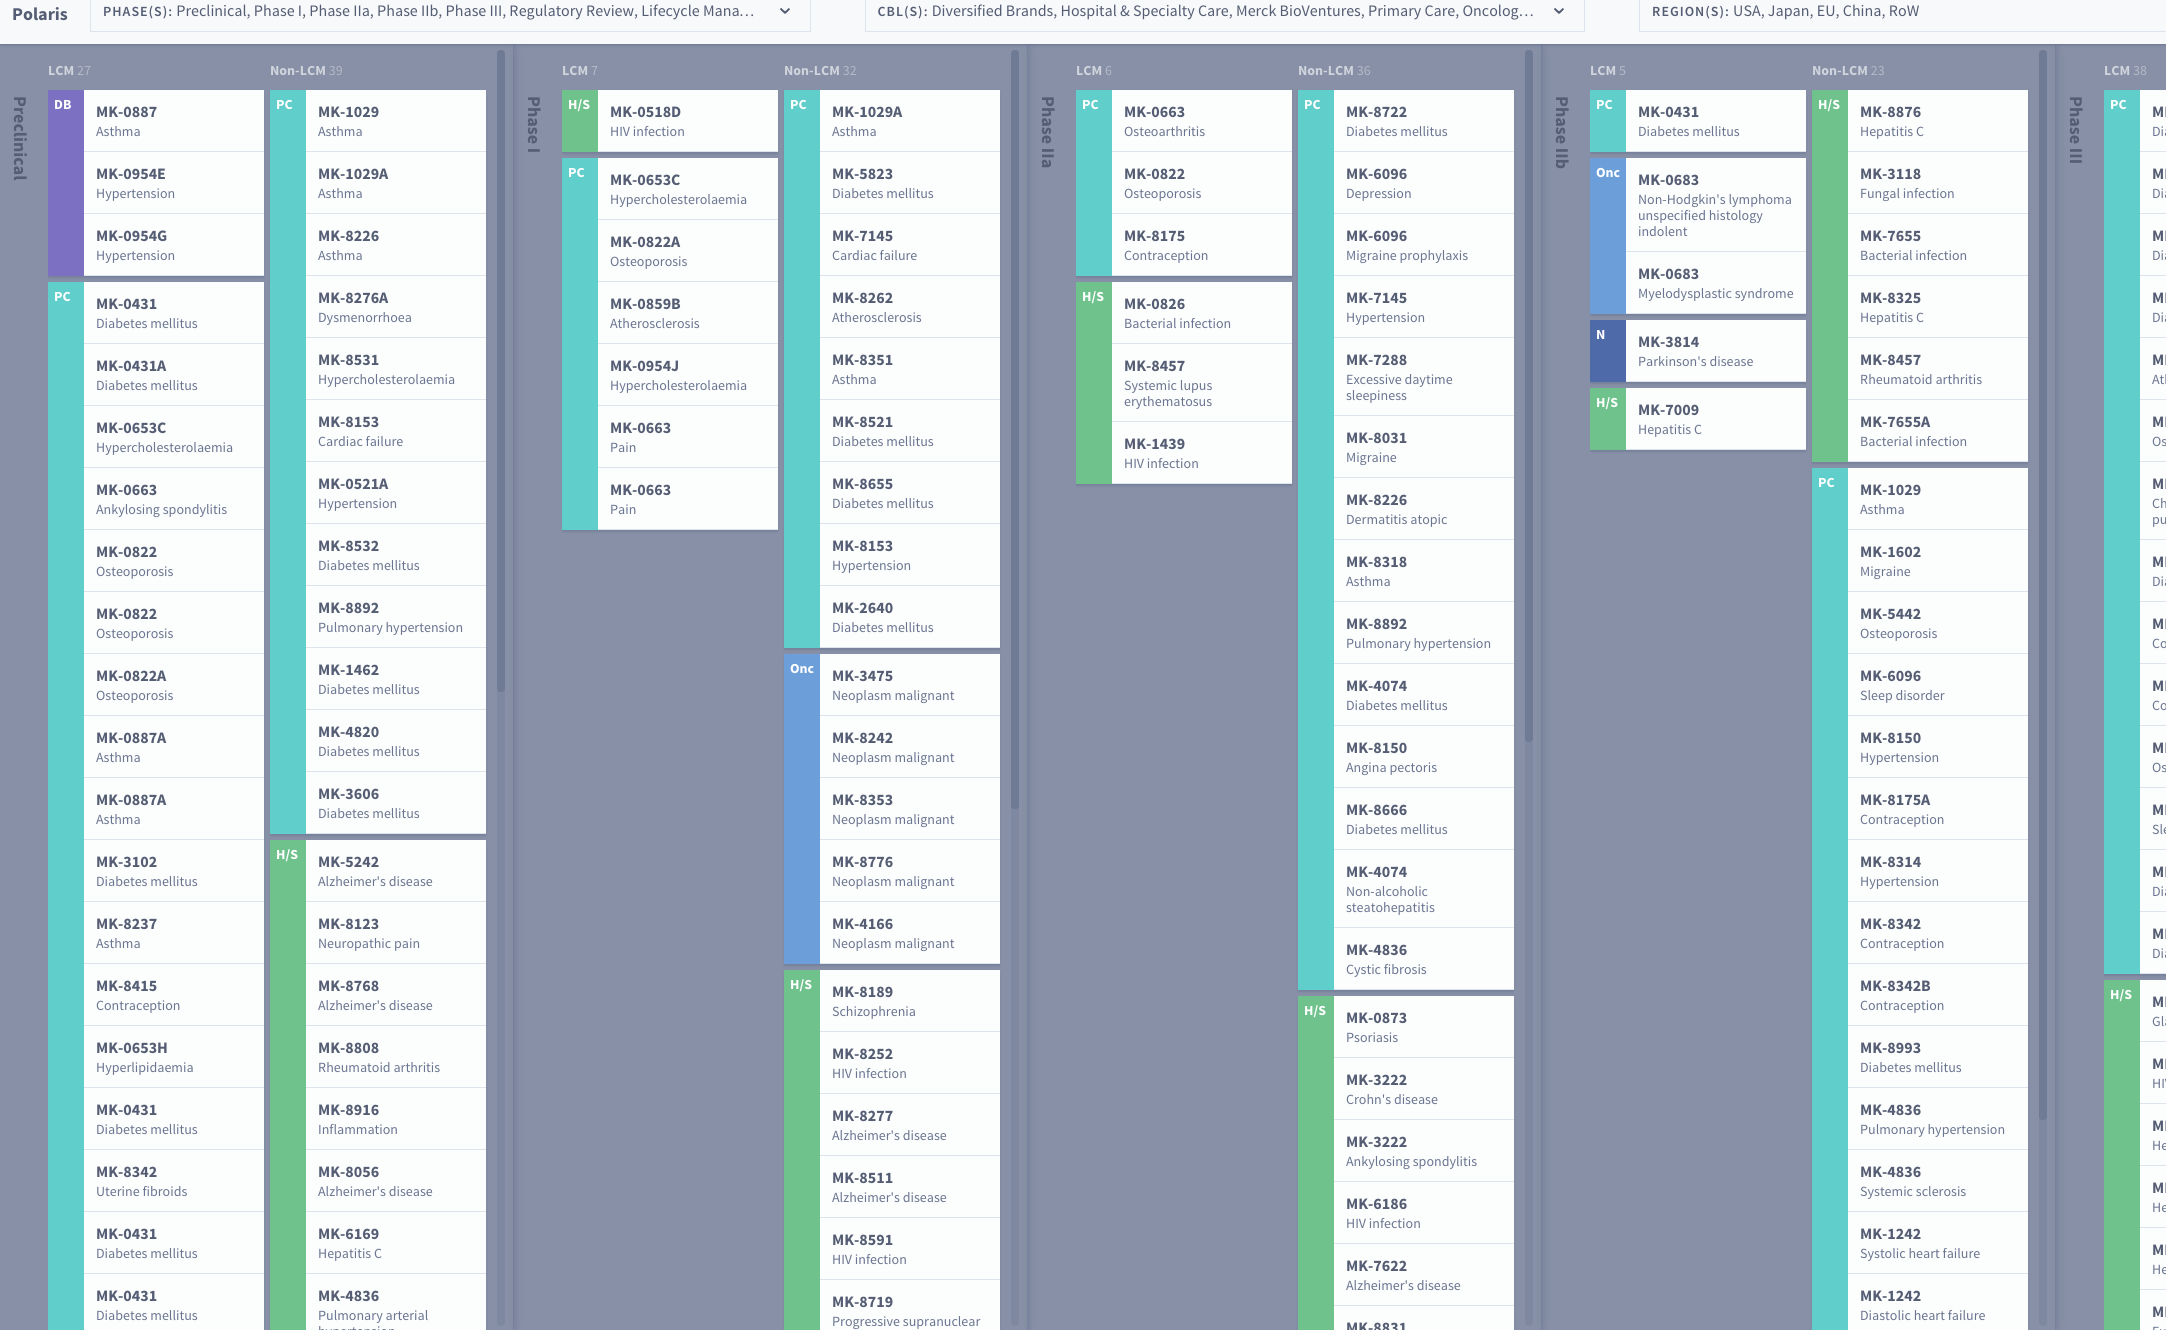 Polaris
PHASE(S): Preclinical, Phase I, Phase IIa, Phase IIb, Phase III, Regulatory Review, Lifecycle Mana…
CBL(S): Diversified Brands, Hospital & Specialty Care, Merck BioVentures, Primary Care, Oncolog…
REGION(S): USA, Japan, EU, China, RoW
Preclinical
LCM 27
DB
MK-0887
Asthma
MK-0954E
Hypertension
MK-0954G
Hypertension
PC
MK-0431
Diabetes mellitus
MK-0431A
Diabetes mellitus
MK-0653C
Hypercholesterolaemia
MK-0663
Ankylosing spondylitis
MK-0822
Osteoporosis
MK-0822
Osteoporosis
MK-0822A
Osteoporosis
MK-0887A
Asthma
MK-0887A
Asthma
MK-3102
Diabetes mellitus
MK-8237
Asthma
MK-8415
Contraception
MK-0653H
Hyperlipidaemia
MK-0431
Diabetes mellitus
MK-8342
Uterine fibroids
MK-0431
Diabetes mellitus
MK-0431
Diabetes mellitus
Non-LCM 39
PC
MK-1029
Asthma
MK-1029A
Asthma
MK-8226
Asthma
MK-8276A
Dysmenorrhoea
MK-8531
Hypercholesterolaemia
MK-8153
Cardiac failure
MK-0521A
Hypertension
MK-8532
Diabetes mellitus
MK-8892
Pulmonary hypertension
MK-1462
Diabetes mellitus
MK-4820
Diabetes mellitus
MK-3606
Diabetes mellitus
H/S
MK-5242
Alzheimer's disease
MK-8123
Neuropathic pain
MK-8768
Alzheimer's disease
MK-8808
Rheumatoid arthritis
MK-8916
Inflammation
MK-8056
Alzheimer's disease
MK-6169
Hepatitis C
MK-4836
Pulmonary arterial
Phase I
LCM 7
H/S
MK-0518D
HIV infection
PC
MK-0653C
Hypercholesterolaemia
MK-0822A
Osteoporosis
MK-0859B
Atherosclerosis
MK-0954J
Hypercholesterolaemia
MK-0663
Pain
MK-0663
Pain
Non-LCM 32
PC
MK-1029A
Asthma
MK-5823
Diabetes mellitus
MK-7145
Cardiac failure
MK-8262
Atherosclerosis
MK-8351
Asthma
MK-8521
Diabetes mellitus
MK-8655
Diabetes mellitus
MK-8153
Hypertension
MK-2640
Diabetes mellitus
Onc
MK-3475
Neoplasm malignant
MK-8242
Neoplasm malignant
MK-8353
Neoplasm malignant
MK-8776
Neoplasm malignant
MK-4166
Neoplasm malignant
H/S
MK-8189
Schizophrenia
MK-8252
HIV infection
MK-8277
Alzheimer's disease
MK-8511
Alzheimer's disease
MK-8591
HIV infection
MK-8719
Progressive supranuclear
Phase IIa
LCM 6
PC
MK-0663
Osteoarthritis
MK-0822
Osteoporosis
MK-8175
Contraception
H/S
MK-0826
Bacterial infection
MK-8457
Systemic lupus
erythematosus
MK-1439
HIV infection
Non-LCM 36
PC
MK-8722
Diabetes mellitus
MK-6096
Depression
MK-6096
Migraine prophylaxis
MK-7145
Hypertension
MK-7288
Excessive daytime
sleepiness
MK-8031
Migraine
MK-8226
Dermatitis atopic
MK-8318
Asthma
MK-8892
Pulmonary hypertension
MK-4074
Diabetes mellitus
MK-8150
Angina pectoris
MK-8666
Diabetes mellitus
MK-4074
Non-alcoholic
steatohepatitis
MK-4836
Cystic fibrosis
H/S
MK-0873
Psoriasis
MK-3222
Crohn's disease
MK-3222
Ankylosing spondylitis
MK-6186
HIV infection
MK-7622
Alzheimer's disease
MK-8831
Phase IIb
LCM 5
PC
MK-0431
Diabetes mellitus
Onc
MK-0683
Non-Hodgkin's lymphoma
unspecified histology
indolent
MK-0683
Myelodysplastic syndrome
N
MK-3814
Parkinson's disease
H/S
MK-7009
Hepatitis C
Non-LCM 23
H/S
MK-8876
Hepatitis C
MK-3118
Fungal infection
MK-7655
Bacterial infection
MK-8325
Hepatitis C
MK-8457
Rheumatoid arthritis
MK-7655A
Bacterial infection
PC
MK-1029
Asthma
MK-1602
Migraine
MK-5442
Osteoporosis
MK-6096
Sleep disorder
MK-8150
Hypertension
MK-8175A
Contraception
MK-8314
Hypertension
MK-8342
Contraception
MK-8342B
Contraception
MK-8993
Diabetes mellitus
MK-4836
Pulmonary hypertension
MK-4836
Systemic sclerosis
MK-1242
Systolic heart failure
MK-1242
Diastolic heart failure
Phase III
LCM 38
PC
H/S